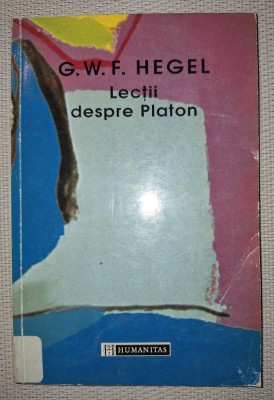 G. W. F. HEGEL
Lecții
despre Platon
H HUMANITAS